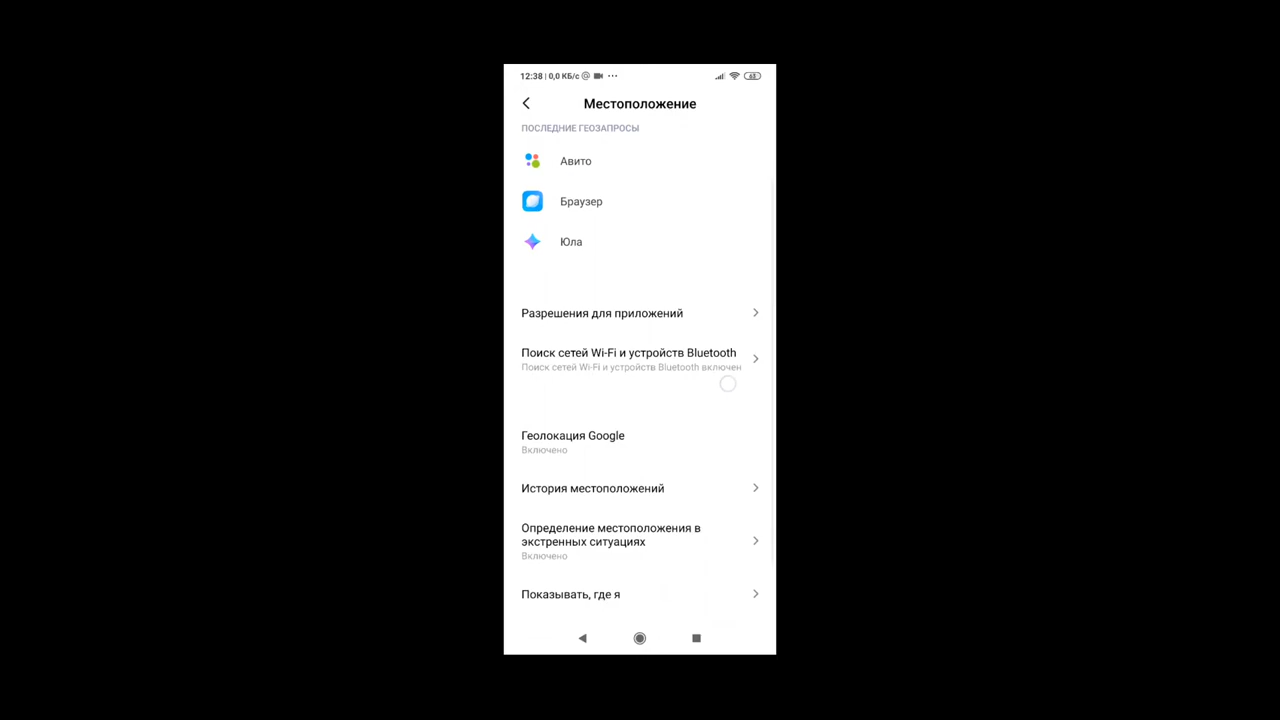 12:38 | 0,0 КБ/с @ ··· 63
Местоположение
ПОСЛЕДНИЕ ГЕОЗАПРОСЫ
Авито
Браузер
Юла
Разрешения для приложений
Поиск сетей Wi-Fi и устройств Bluetooth
Поиск сетей Wi-Fi и устройств Bluetooth включен
Геолокация Google
Включено
История местоположений
Определение местоположения в
экстренных ситуациях
Включено
Показывать, где я